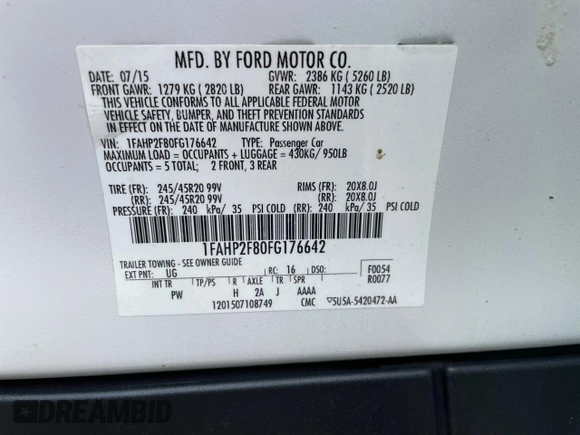 MFD. BY FORD MOTOR CO.
DATE: 07/15 GVWR: 2386 KG (5260 LB)
FRONT GAWR: 1279 KG (2820 LB) REAR GAWR: 1143 KG (2520 LB)
THIS VEHICLE CONFORMS TO ALL APPLICABLE FEDERAL MOTOR
VEHICLE SAFETY, BUMPER, AND THEFT PREVENTION STANDARDS
IN EFFECT ON THE DATE OF MANUFACTURE SHOWN ABOVE.
VIN: 1FAHP2F80FG176642 TYPE: Passenger Car
MAXIMUM LOAD = OCCUPANTS + LUGGAGE = 430KG/ 950LB
OCCUPANTS = 5 TOTAL; 2 FRONT, 3 REAR
TIRE (FR): 245/45R20 99V RIMS (FR): 20X8.0J
(RR): 245/45R20 99V (RR): 20X8.0J
PRESSURE (FR): 240 kPa/ 35 PSI COLD (RR): 240 kPa/ 35 PSI COLD
1FAHP2F80FG176642
TRAILER TOWING - SEE OWNER GUIDE
EXT PNT: UG RC: 16 DSO: F0054
R0077
INT TR TP/PS R AXLE TR SPR
PW H 2A J AAAA
1201507108749 CMC 5U5A-5420472-AA
DREAMBID